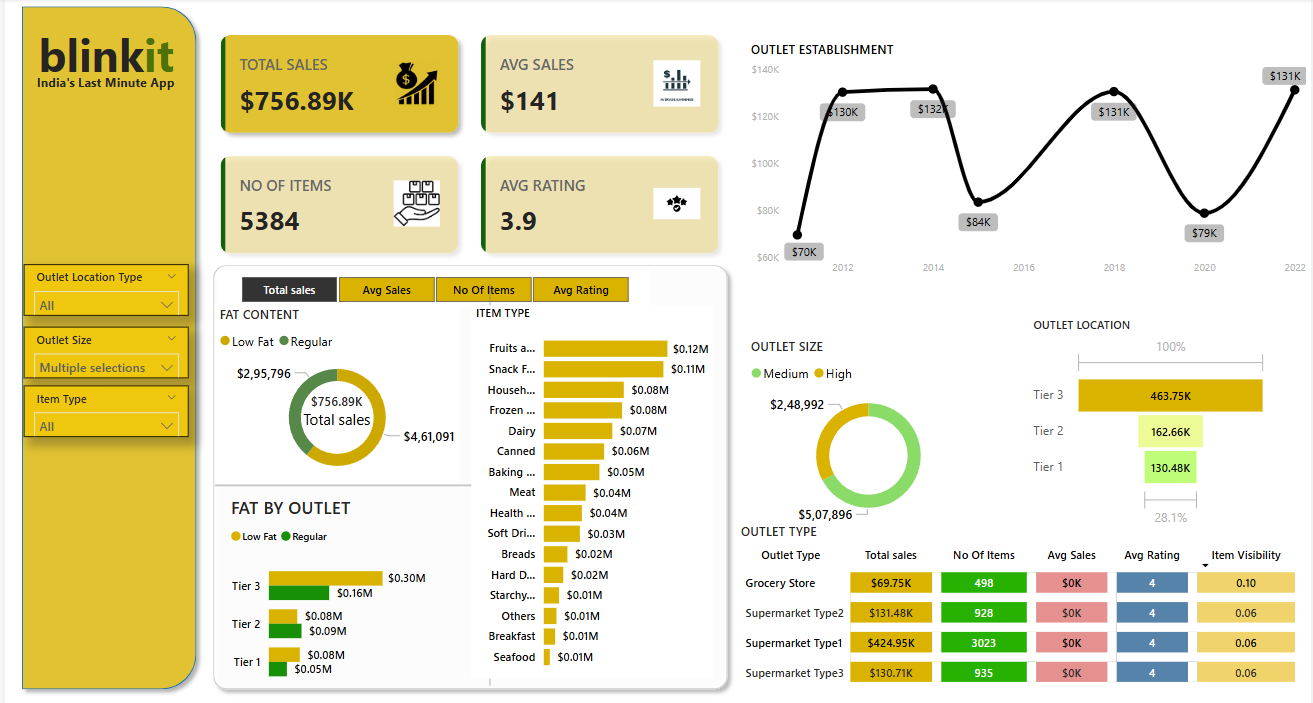 blinkit
India's Last Minute App
Outlet Location Type
All
Outlet Size
Multiple selections
Item Type
All
TOTAL SALES
$756.89K
AVG SALES
$141
NO OF ITEMS
5384
AVG RATING
3.9
Total sales
Avg Sales
No Of Items
Avg Rating
FAT CONTENT
Low Fat Regular
$2,95,796
$756.89K
Total sales
$4,61,091
FAT BY OUTLET
Low Fat Regular
Tier 3 $0.30M
$0.16M
Tier 2 $0.08M
$0.09M
Tier 1 $0.08M
$0.05M
ITEM TYPE
Fruits a... $0.12M
Snack F... $0.11M
Househ... $0.08M
Frozen ... $0.08M
Dairy $0.07M
Canned $0.06M
Baking ... $0.05M
Meat $0.04M
Health ... $0.04M
Soft Dri... $0.03M
Breads $0.02M
Hard D... $0.02M
Starchy... $0.01M
Others $0.01M
Breakfast $0.01M
Seafood $0.01M
OUTLET ESTABLISHMENT
$140K
$120K
$100K
$80K
$60K
$70K
$130K
$132K
$84K
$131K
$79K
$131K
2012 2014 2016 2018 2020 2022
OUTLET SIZE
Medium High
$2,48,992
$5,07,896
OUTLET LOCATION
100%
Tier 3 463.75K
Tier 2 162.66K
Tier 1 130.48K
28.1%
OUTLET TYPE
Outlet Type Total sales No Of Items Avg Sales Avg Rating Item Visibility
Grocery Store $69.75K 498 $0K 4 0.10
Supermarket Type2 $131.48K 928 $0K 4 0.06
Supermarket Type1 $424.95K 3023 $0K 4 0.06
Supermarket Type3 $130.71K 935 $0K 4 0.06